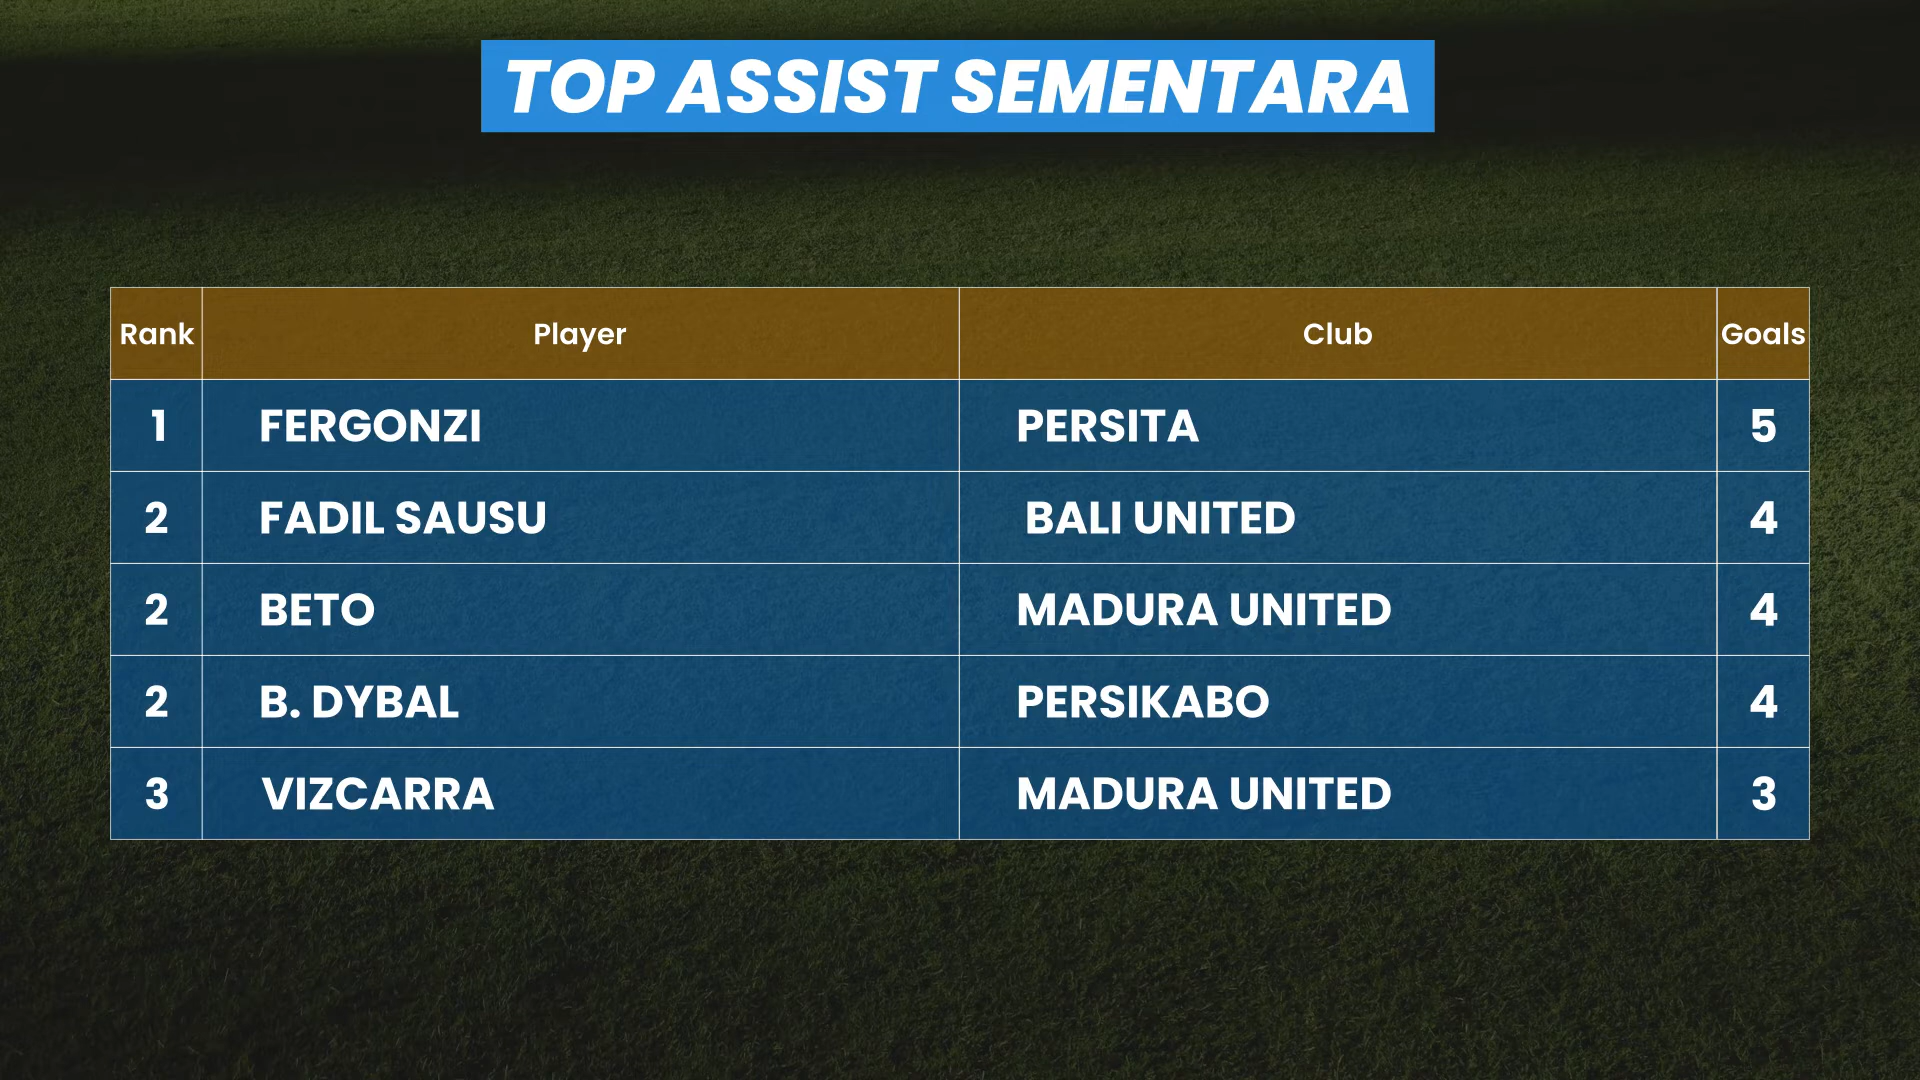 TOP ASSIST SEMENTARA
Rank Player Club Goals
1 FERGONZI PERSITA 5
2 FADIL SAUSU BALI UNITED 4
2 BETO MADURA UNITED 4
2 B. DYBAL PERSIKABO 4
3 VIZCARRA MADURA UNITED 3